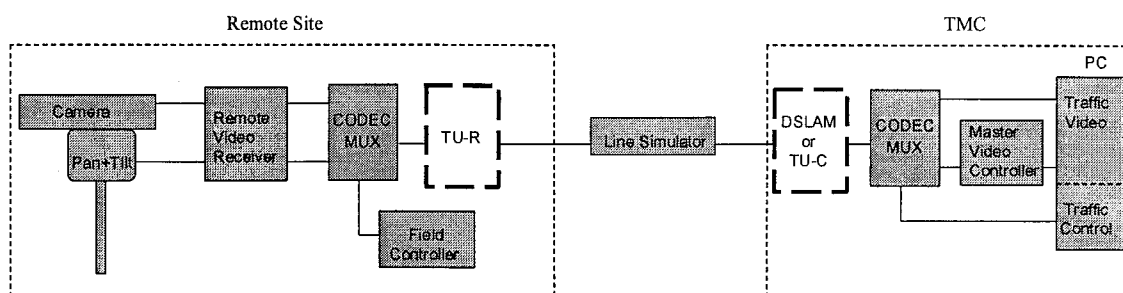 Remote Site
TMC
PC
Camera
Pan+Tilt
Remote
Video
Receiver
CODEC
MUX
TU-R
Field
Controller
Line Simulator
DSLAM
or
TU-C
CODEC
MUX
Master
Video
Controller
Traffic
Video
Traffic
Control